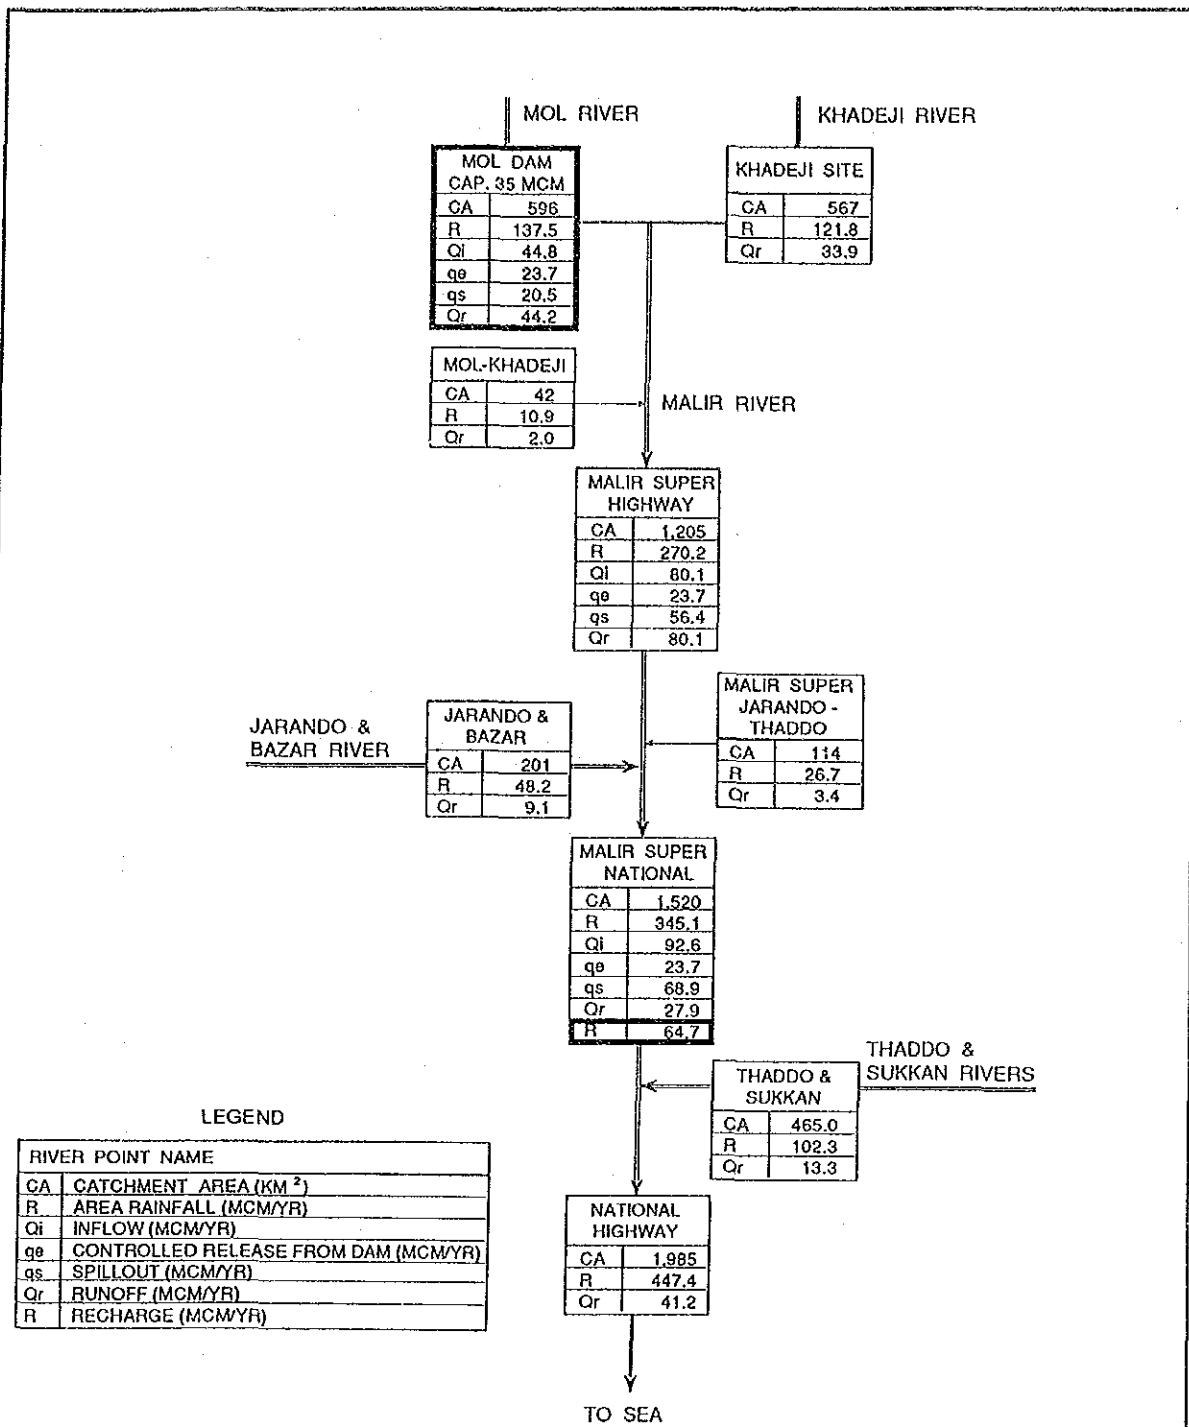 MOL RIVER
KHADEJI RIVER
MOL DAM
CAP. 35 MCM
CA 596
R 137.5
Qi 44.8
qe 23.7
qs 20.5
Qr 44.2
KHADEJI SITE
CA 567
R 121.8
Qr 33.9
MOL-KHADEJI
CA 42
R 10.9
Qr 2.0
MALIR RIVER
MALIR SUPER
HIGHWAY
CA 1,205
R 270.2
Qi 80.1
qe 23.7
qs 56.4
Qr 80.1
JARANDO &
BAZAR RIVER
JARANDO &
BAZAR
CA 201
R 48.2
Qr 9.1
MALIR SUPER
JARANDO -
THADDO
CA 114
R 26.7
Qr 3.4
MALIR SUPER
NATIONAL
CA 1,520
R 345.1
Qi 92.6
qe 23.7
qs 68.9
Qr 27.9
R 64.7
THADDO &
SUKKAN RIVERS
THADDO &
SUKKAN
CA 465.0
R 102.3
Qr 13.3
NATIONAL
HIGHWAY
CA 1,985
R 447.4
Qr 41.2
TO SEA
LEGEND
RIVER POINT NAME
CA CATCHMENT AREA (KM ²)
R AREA RAINFALL (MCM/YR)
Qi INFLOW (MCM/YR)
qe CONTROLLED RELEASE FROM DAM (MCM/YR)
qs SPILLOUT (MCM/YR)
Qr RUNOFF (MCM/YR)
R RECHARGE (MCM/YR)